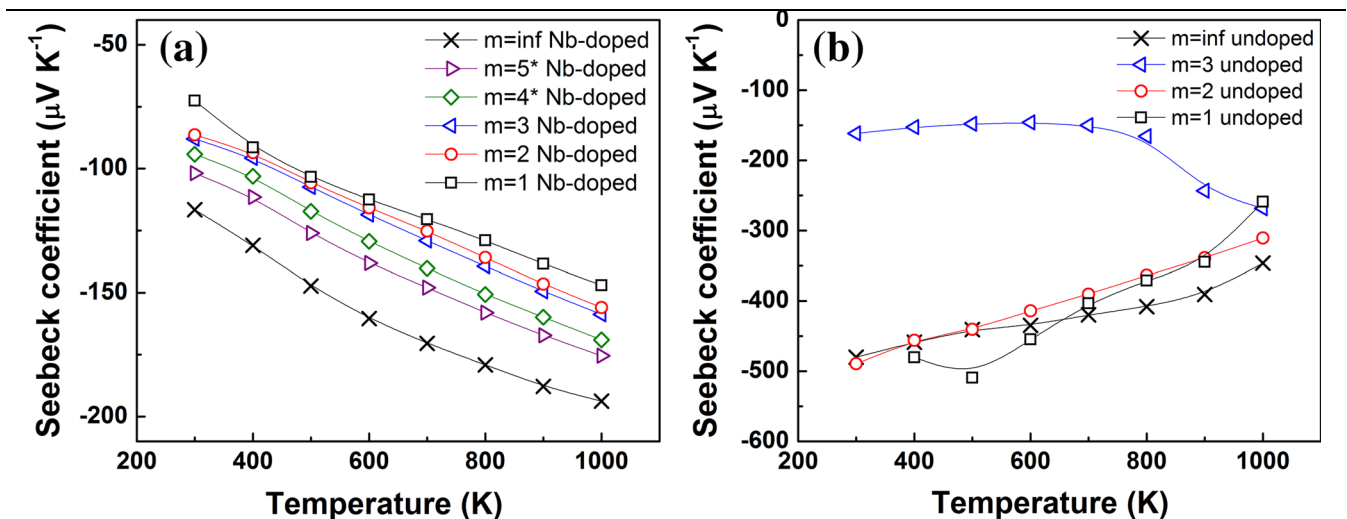 (a)
m=inf Nb-doped
m=5* Nb-doped
m=4* Nb-doped
m=3 Nb-doped
m=2 Nb-doped
m=1 Nb-doped
-50
-100
-150
-200
Seebeck coefficient (μV K⁻¹)
200 400 600 800 1000
Temperature (K)
(b)
m=inf undoped
m=3 undoped
m=2 undoped
m=1 undoped
0
-100
-200
-300
-400
-500
-600
Seebeck coefficient (μV K⁻¹)
200 400 600 800 1000
Temperature (K)